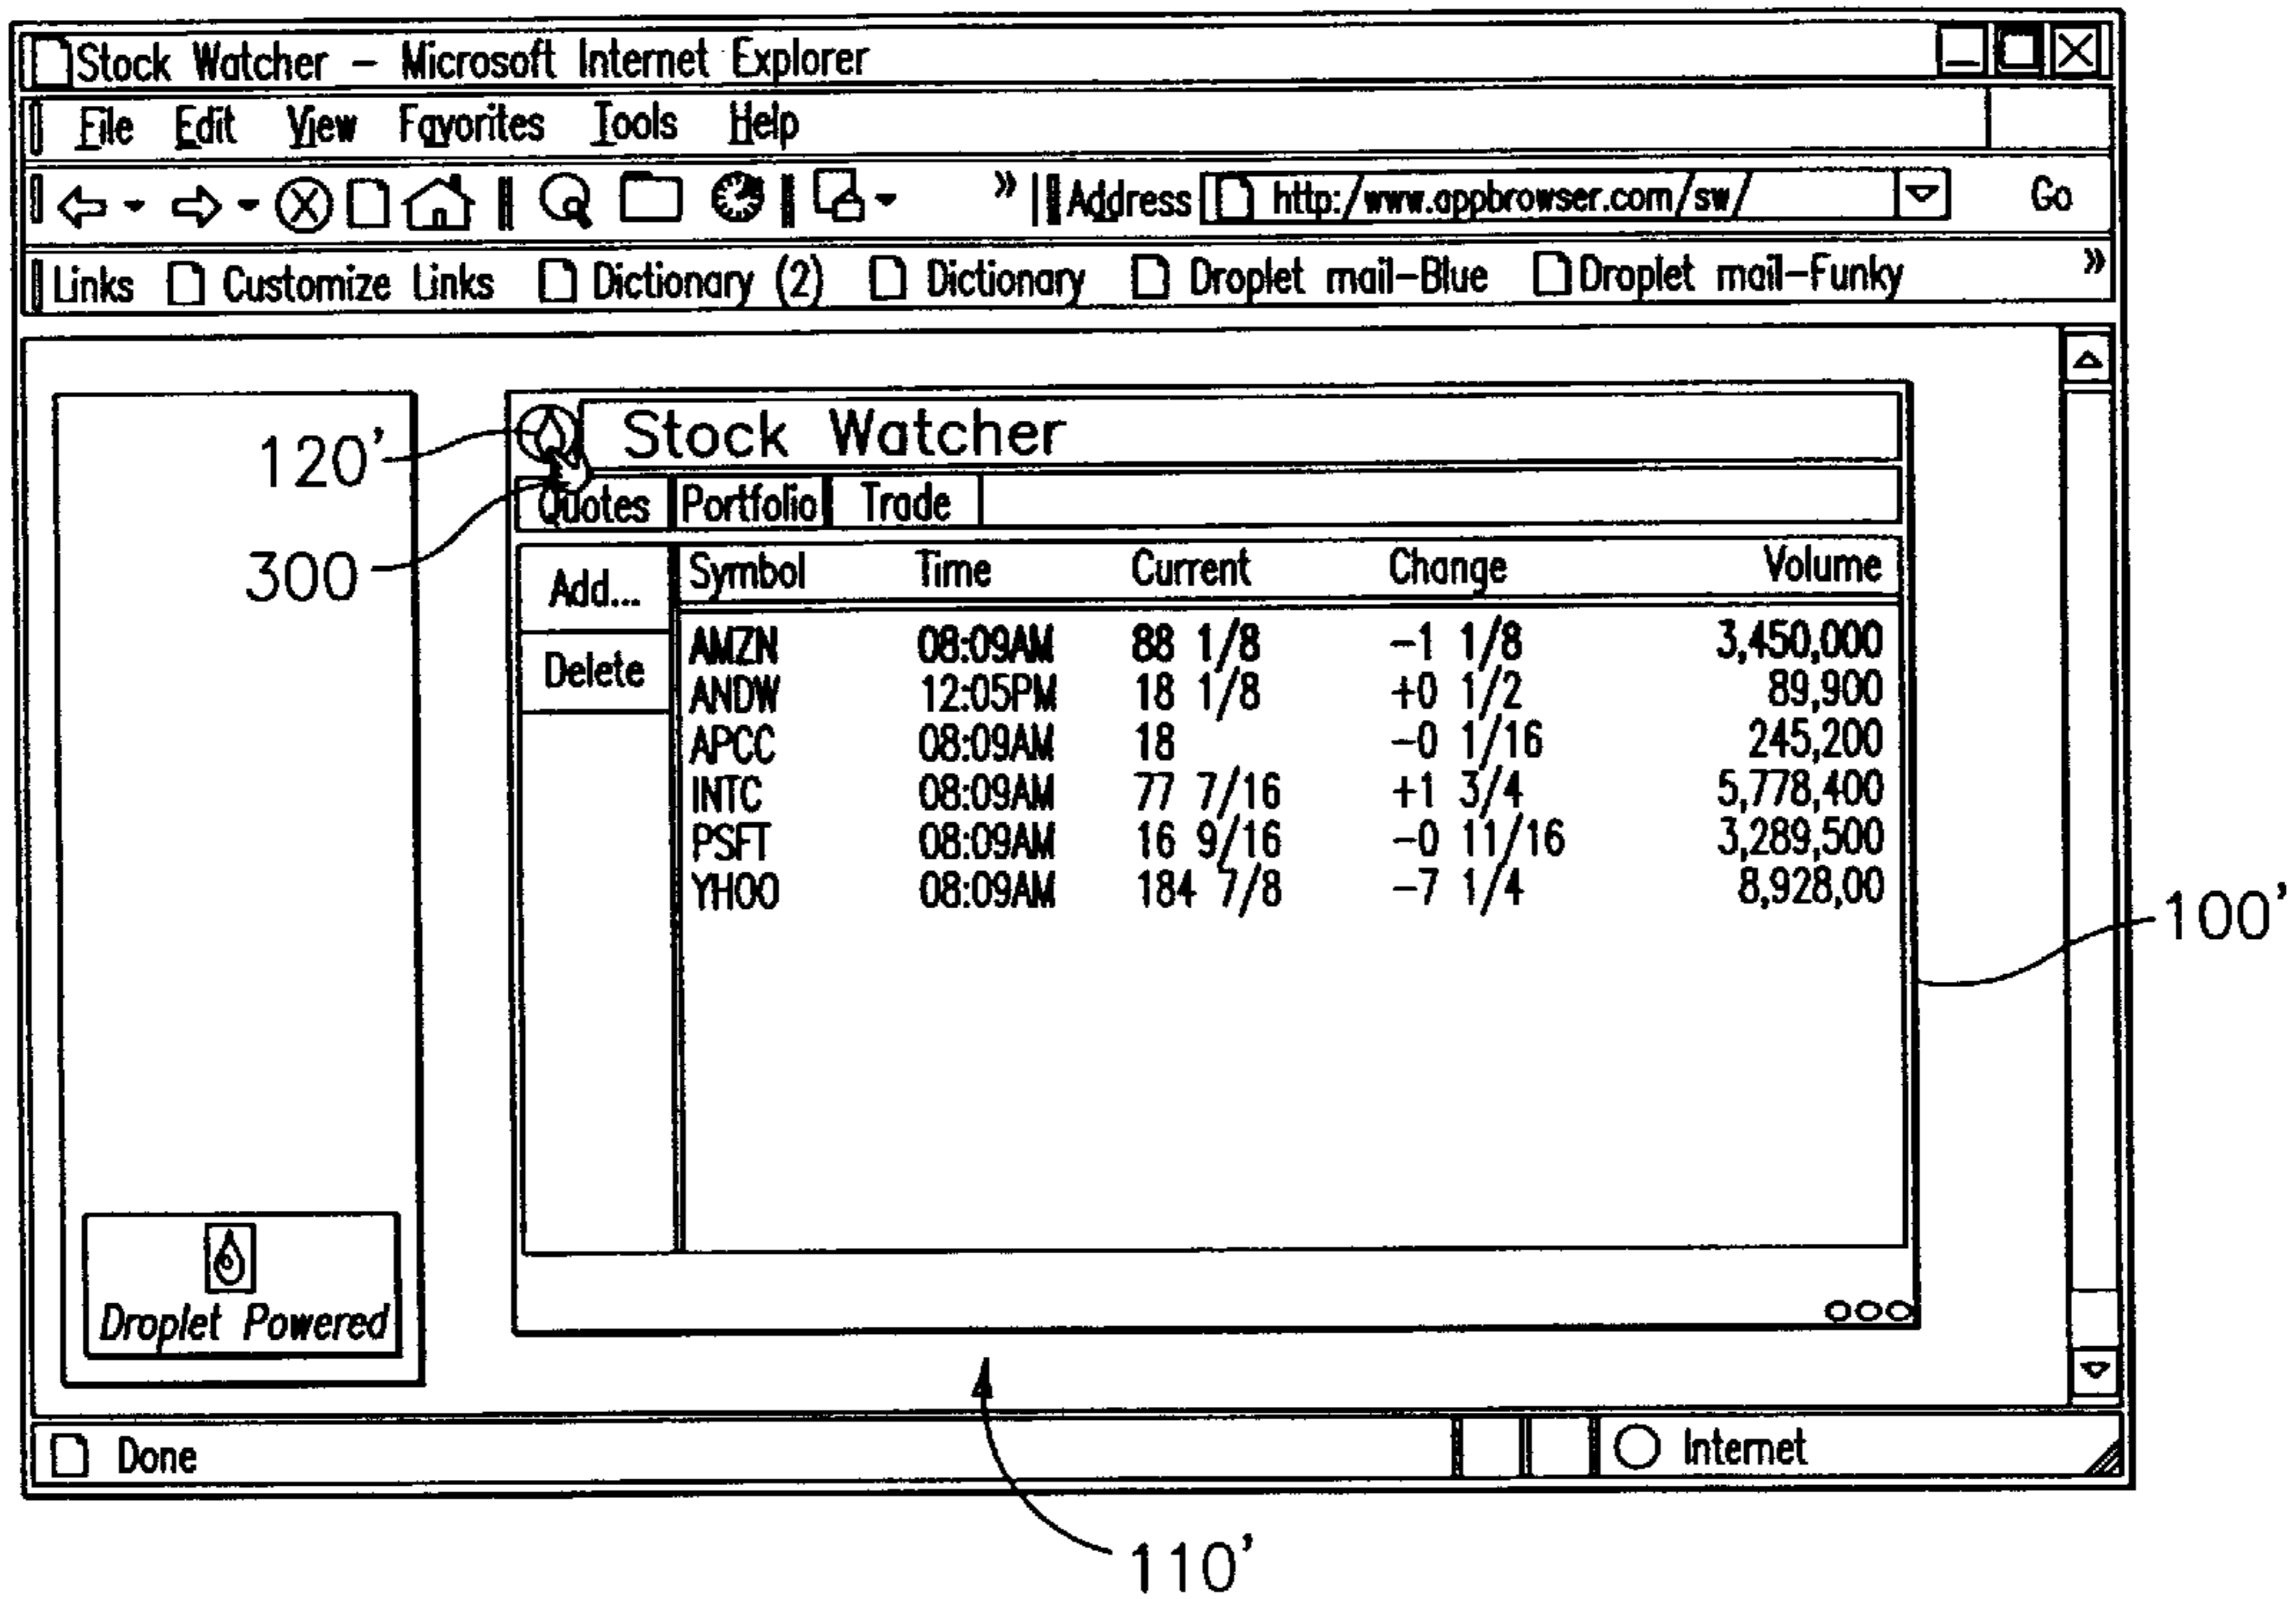 Stock Watcher - Microsoft Internet Explorer
File Edit View Favorites Tools Help
» Address http:/www.appbrowser.com/sw/ Go
Links Customize Links Dictionary (2) Dictionary Droplet mail-Blue Droplet mail-Funky »
120' Stock Watcher
Quotes Portfolio Trade
300
Add... Symbol Time Current Change Volume
Delete
AMZN 08:09AM 88 1/8 -1 1/8 3,450,000
ANDW 12:05PM 18 1/8 +0 1/2 89,900
APCC 08:09AM 18 -0 1/16 245,200
INTC 08:09AM 77 7/16 +1 3/4 5,778,400
PSFT 08:09AM 16 9/16 -0 11/16 3,289,500
YHOO 08:09AM 184 7/8 -7 1/4 8,928,00
100'
Droplet Powered
Done Internet
110'